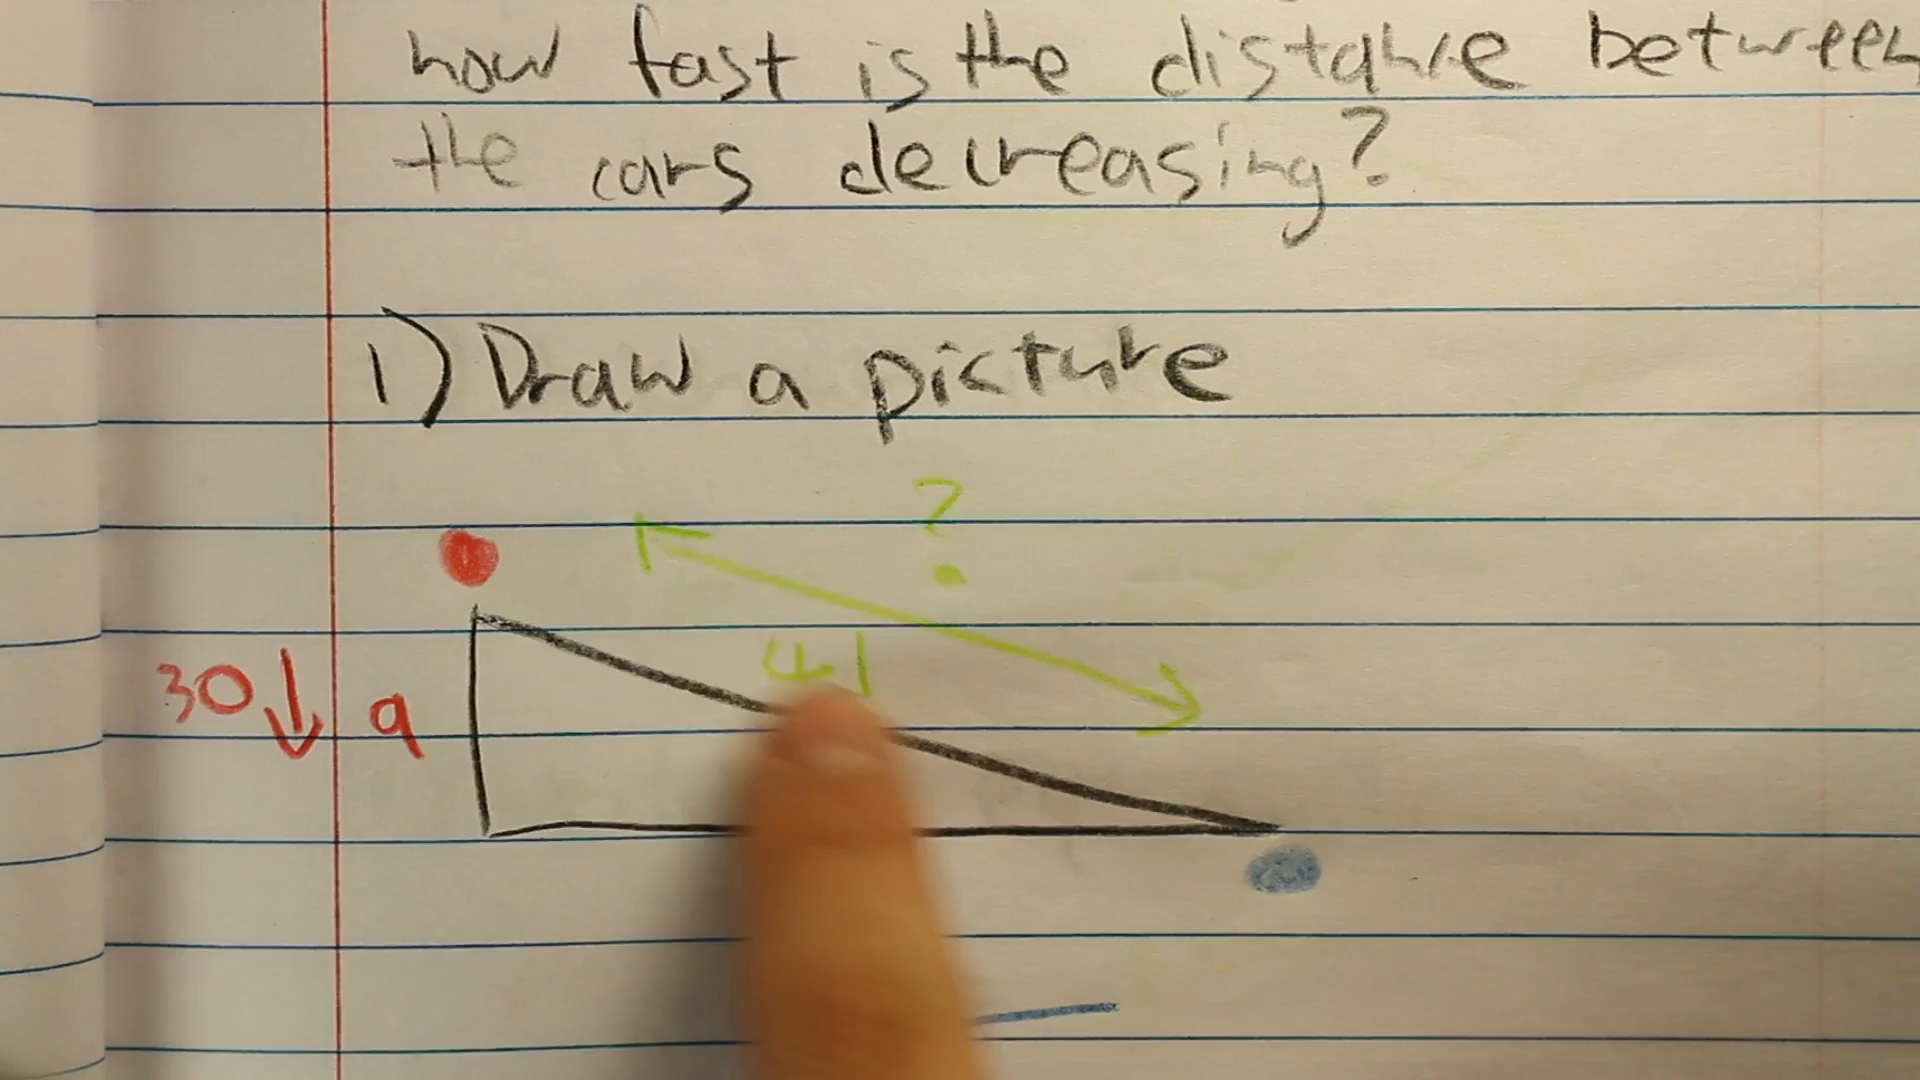 how fast is the distance between
the cars decreasing?
1) Draw a picture
?
41
30 ↓ 9